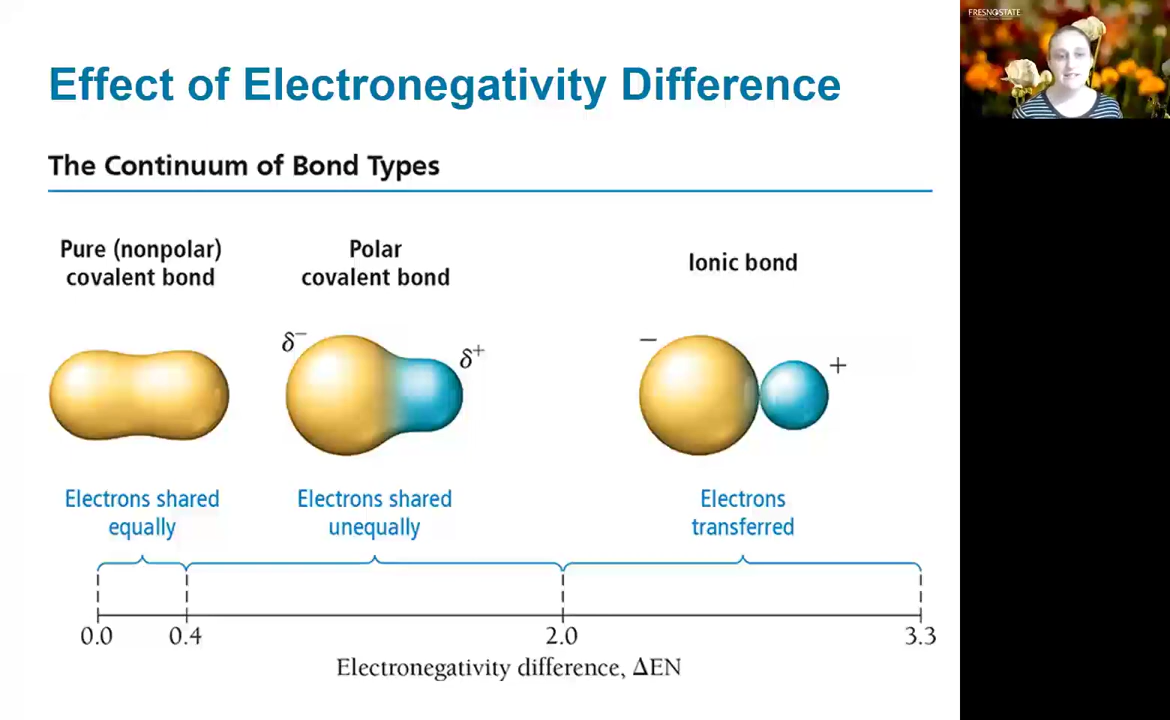 FRESNO STATE
Effect of Electronegativity Difference
The Continuum of Bond Types
Pure (nonpolar)
covalent bond
Polar
covalent bond
Ionic bond
δ−
δ+
−
+
Electrons shared
equally
Electrons shared
unequally
Electrons
transferred
0.0
0.4
2.0
3.3
Electronegativity difference, ΔEN